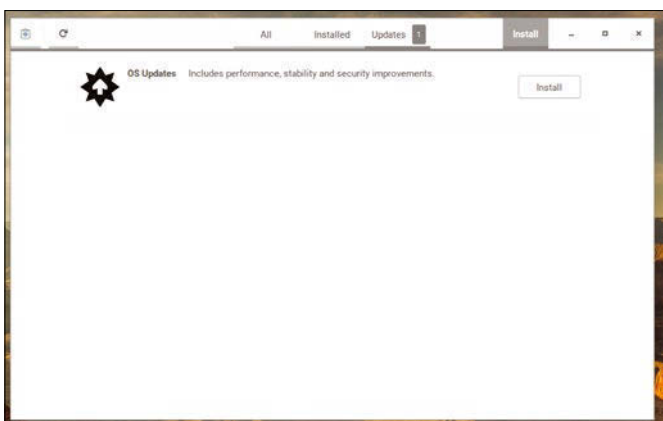 All Installed Updates 1 Install
OS Updates Includes performance, stability and security improvements.
Install